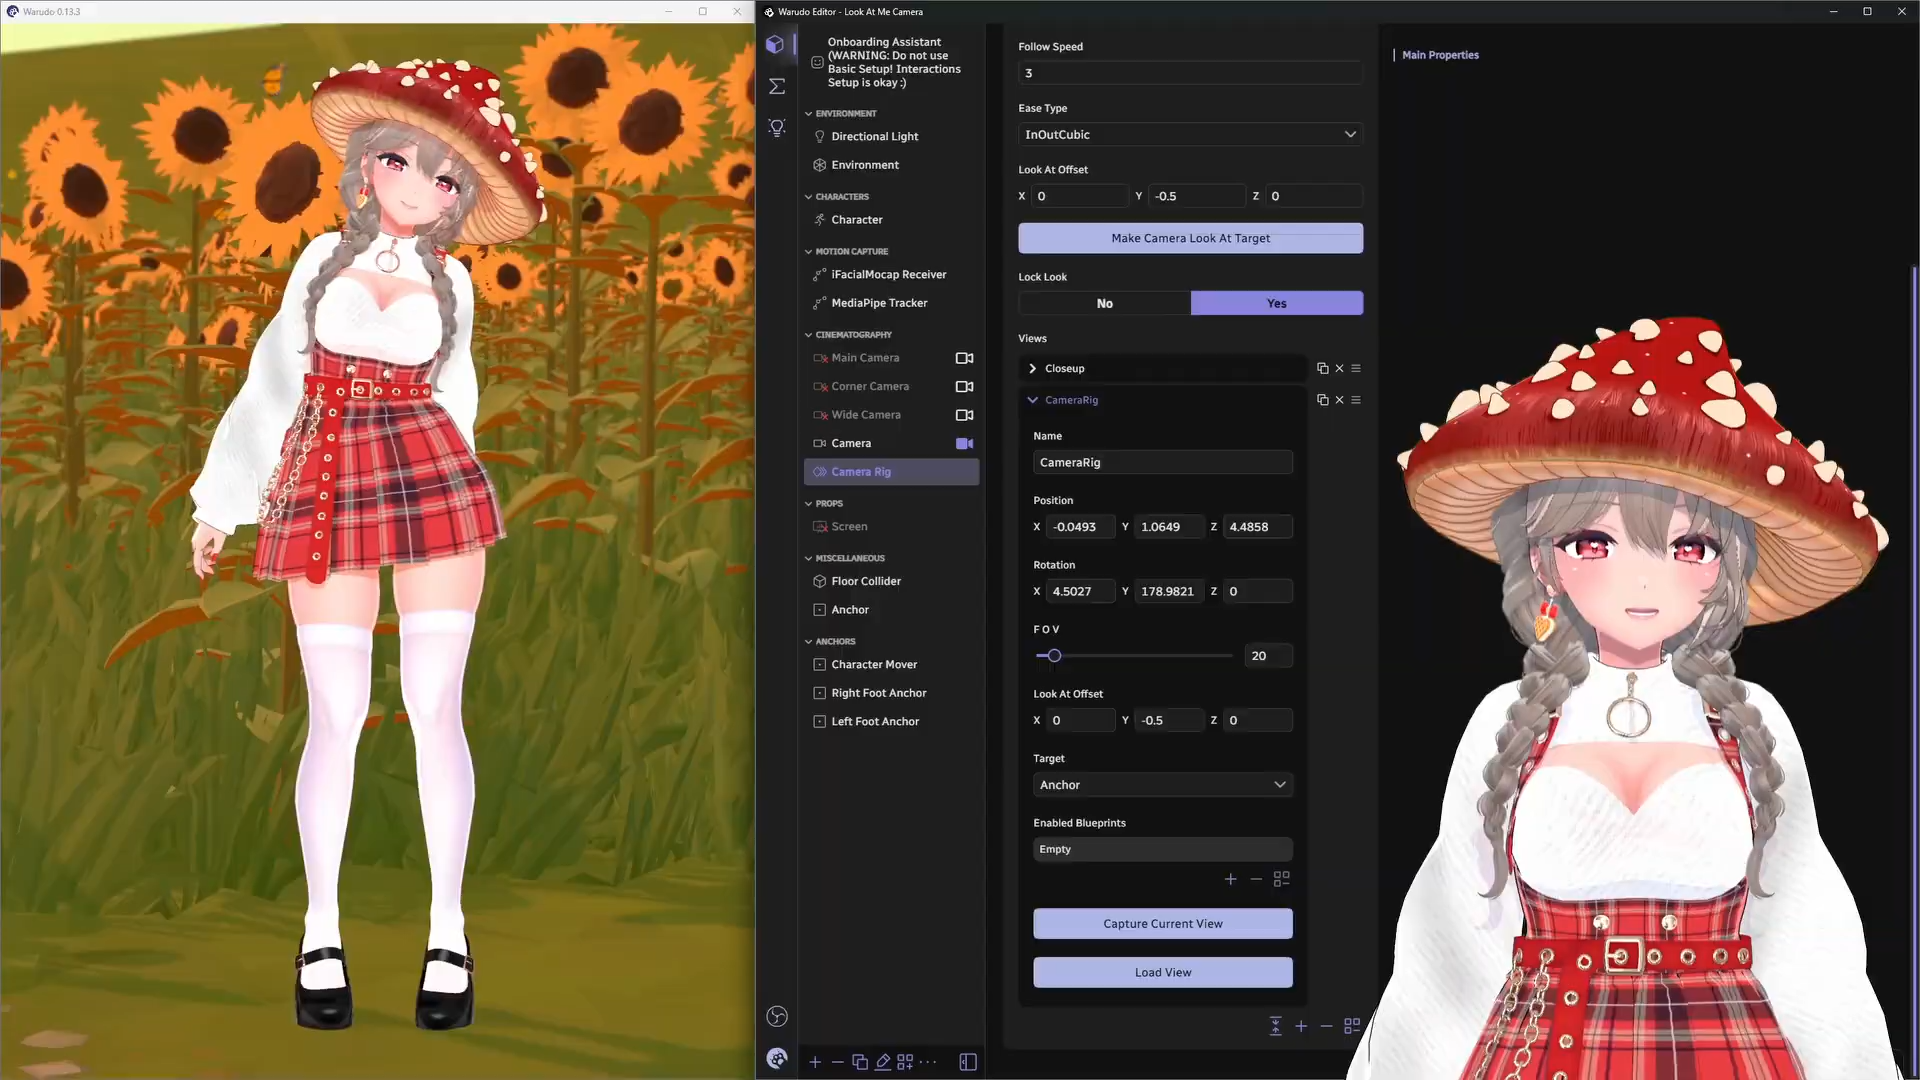 Warudo 0.13.3
Warudo Editor - Look At Me Camera
Onboarding Assistant
(WARNING: Do not use
Basic Setup! Interactions
Setup is okay :)
ENVIRONMENT
Directional Light
Environment
CHARACTERS
Character
MOTION CAPTURE
iFacialMocap Receiver
MediaPipe Tracker
CINEMATOGRAPHY
Main Camera
Corner Camera
Wide Camera
Camera
Camera Rig
PROPS
Screen
MISCELLANEOUS
Floor Collider
Anchor
ANCHORS
Character Mover
Right Foot Anchor
Left Foot Anchor
Follow Speed
3
Ease Type
InOutCubic
Look At Offset
X 0 Y -0.5 Z 0
Make Camera Look At Target
Lock Look
No Yes
Views
Closeup
CameraRig
Name
CameraRig
Position
X -0.0493 Y 1.0649 Z 4.4858
Rotation
X 4.5027 Y 178.9821 Z 0
F O V
20
Look At Offset
X 0 Y -0.5 Z 0
Target
Anchor
Enabled Blueprints
Empty
Capture Current View
Load View
Main Properties